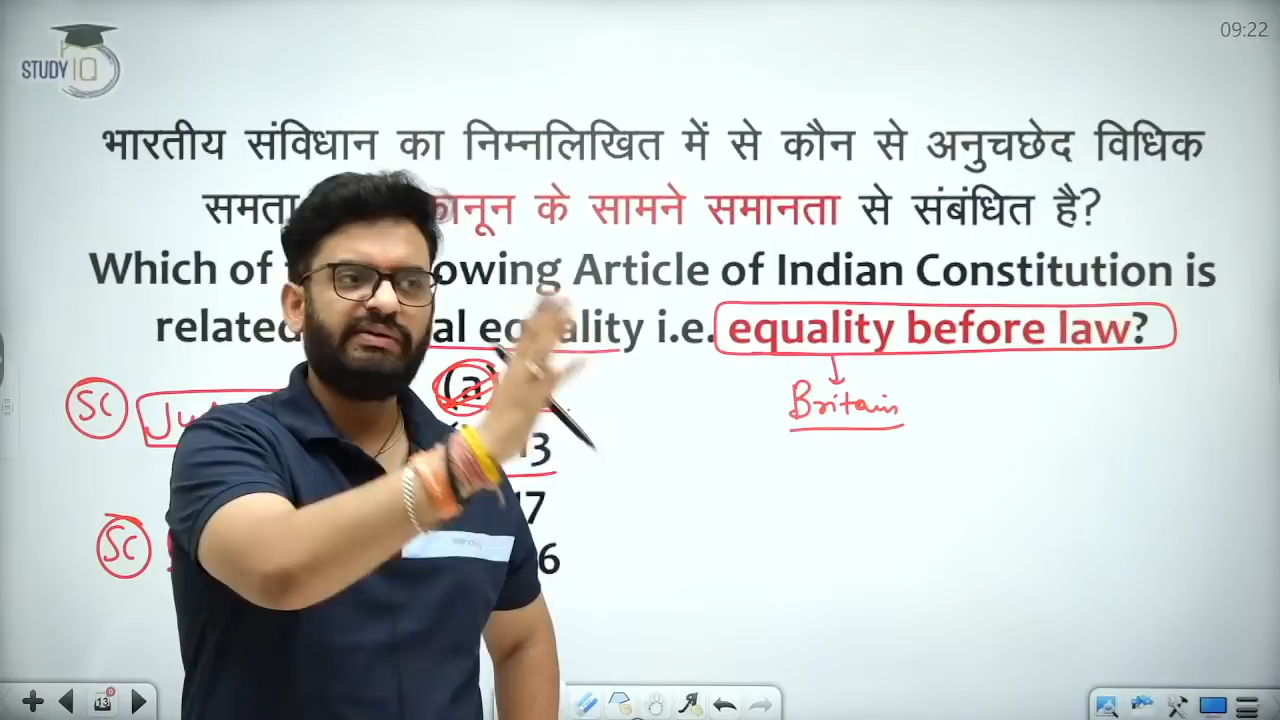 STUDY IQ
09:22
भारतीय संविधान का निम्नलिखित में से कौन से अनुचछेद विधिक
समता कानून के सामने समानता से संबंधित है?
Which of owing Article of Indian Constitution is
related al equality i.e. equality before law?
SC (a) Britain
13
17
SC 6
13